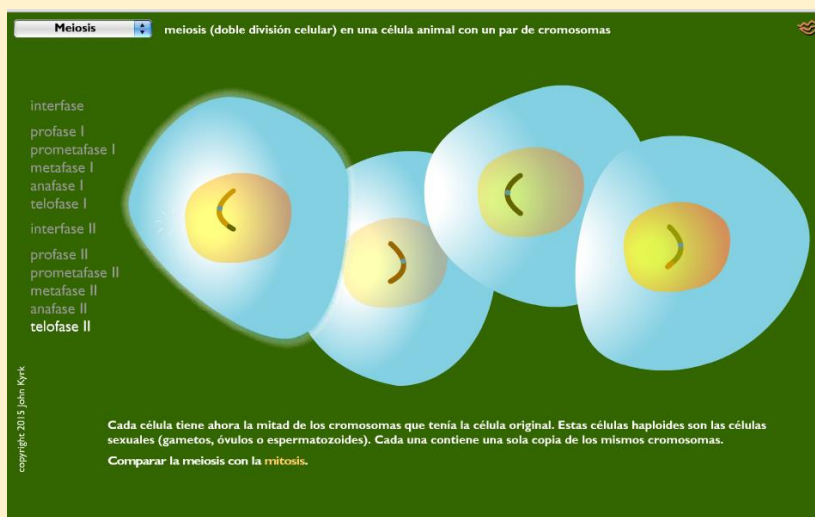 Meiosis
meiosis (doble división celular) en una célula animal con un par de cromosomas
interfase
profase I
prometafase I
metafase I
anafase I
telofase I
interfase II
profase II
prometafase II
metafase II
anafase II
telofase II
copyright 2015 John Kyrk
Cada célula tiene ahora la mitad de los cromosomas que tenía la célula original. Estas células haploides son las células
sexuales (gametos, óvulos o espermatozoides). Cada una contiene una sola copia de los mismos cromosomas.
Comparar la meiosis con la mitosis.